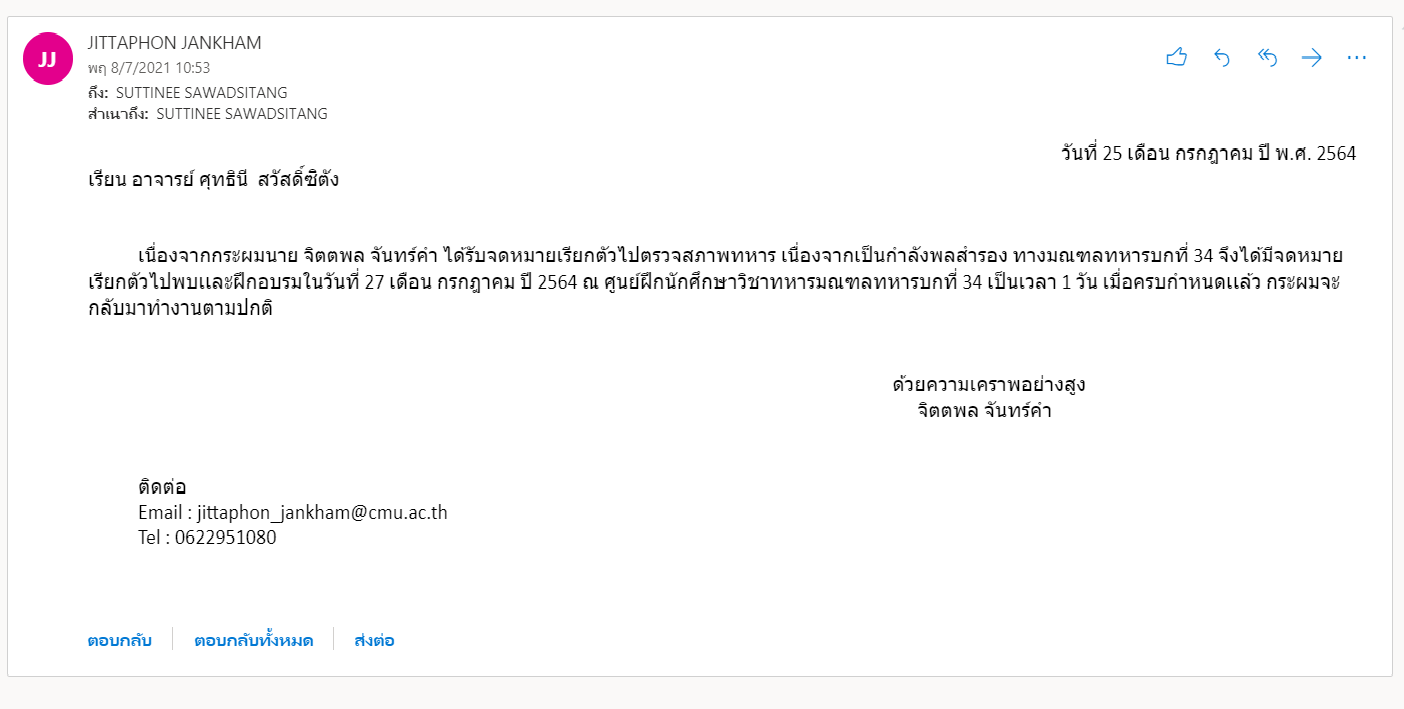 JJ
JITTAPHON JANKHAM
พฤ 8/7/2021 10:53
ถึง: SUTTINEE SAWADSITANG
สำเนาถึง: SUTTINEE SAWADSITANG
วันที่ 25 เดือน กรกฎาคม ปี พ.ศ. 2564
เรียน อาจารย์ ศุทธินี สวัสดิ์ซิตัง
เนื่องจากกระผมนาย จิตตพล จันทร์คำ ได้รับจดหมายเรียกตัวไปตรวจสภาพทหาร เนื่องจากเป็นกำลังพลสำรอง ทางมณฑลทหารบกที่ 34 จึงได้มีจดหมาย
เรียกตัวไปพบและฝึกอบรมในวันที่ 27 เดือน กรกฎาคม ปี 2564 ณ ศูนย์ฝึกนักศึกษาวิชาทหารมณฑลทหารบกที่ 34 เป็นเวลา 1 วัน เมื่อครบกำหนดแล้ว กระผมจะ
กลับมาทำงานตามปกติ
ด้วยความเคราพอย่างสูง
จิตตพล จันทร์คำ
ติดต่อ
Email : jittaphon_jankham@cmu.ac.th
Tel : 0622951080
ตอบกลับ ตอบกลับทั้งหมด ส่งต่อ